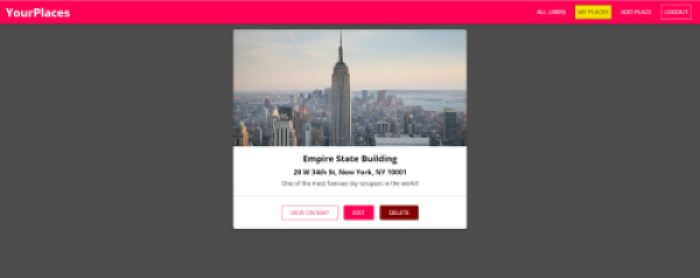 YourPlaces
ALL USERS
MY PLACES
ADD PLACE
LOGOUT
Empire State Building
20 W 34th St, New York, NY 10001
One of the most famous sky scrapers in the world!
VIEW ON MAP
EDIT
DELETE